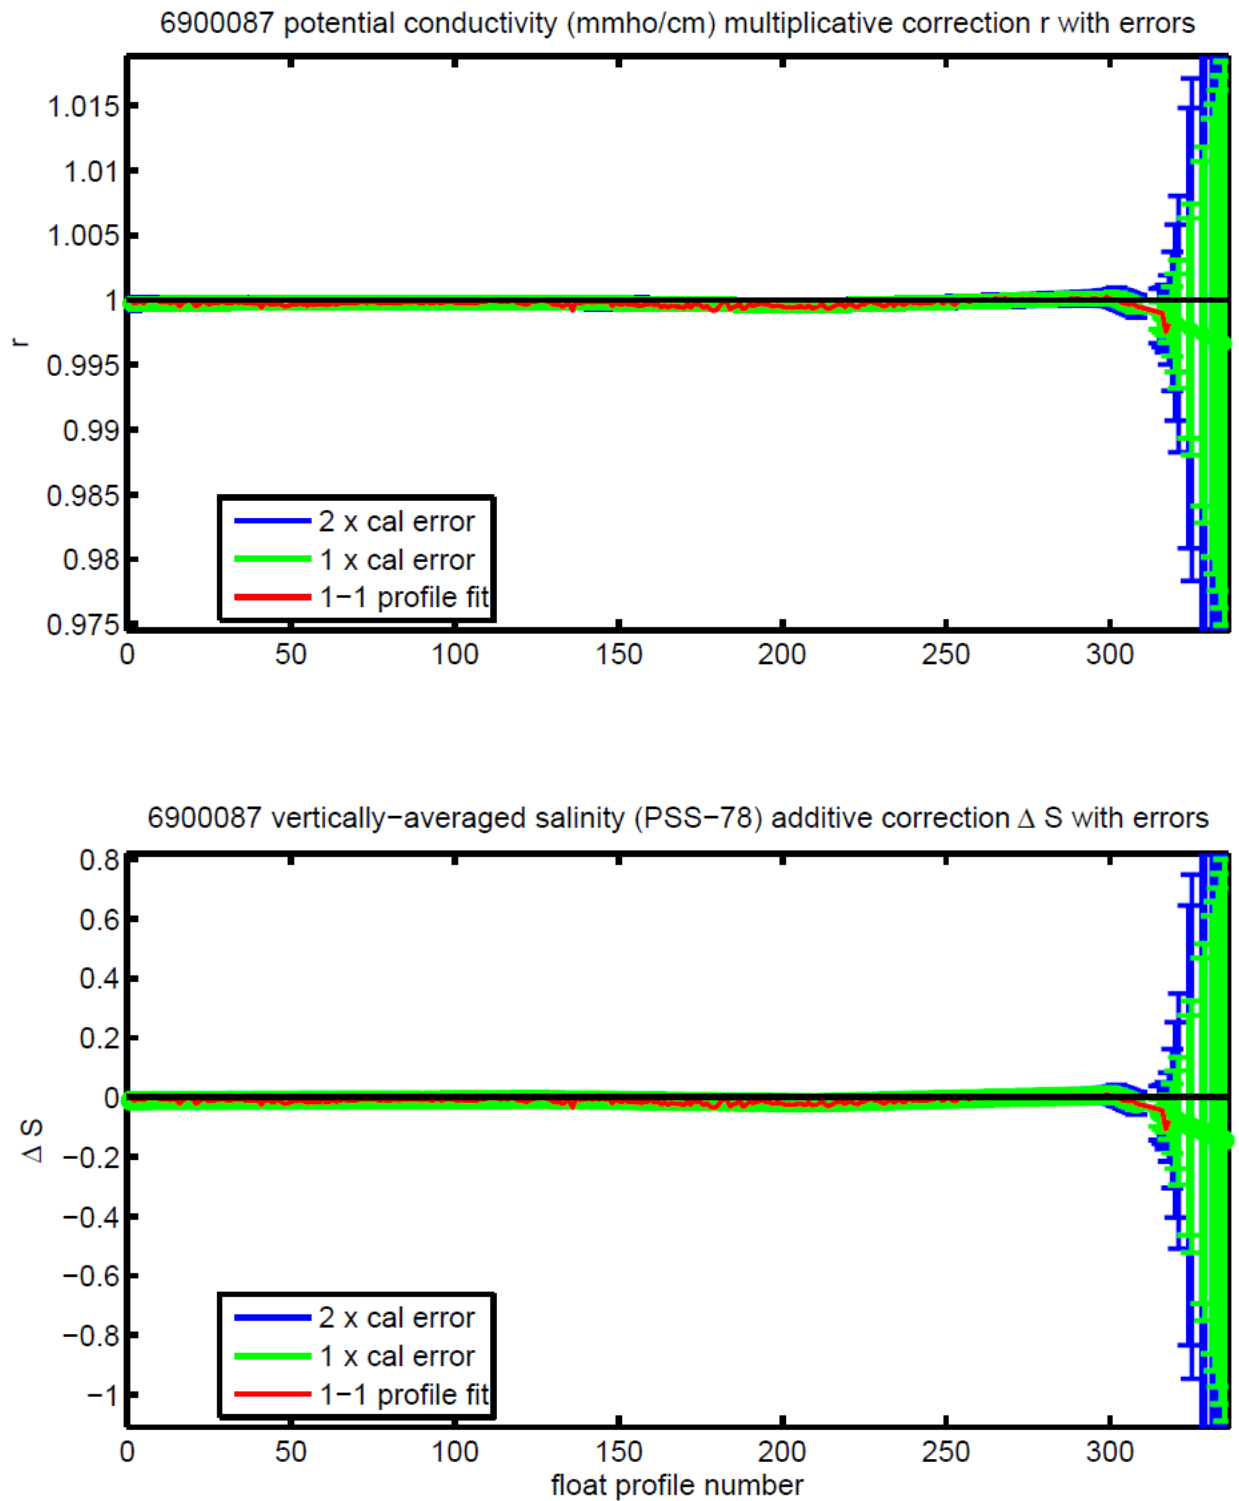 6900087 potential conductivity (mmho/cm) multiplicative correction r with errors
1.015
1.01
1.005
1
0.995
0.99
0.985
0.98
0.975
r
2 x cal error
1 x cal error
1−1 profile fit
0 50 100 150 200 250 300
6900087 vertically−averaged salinity (PSS−78) additive correction Δ S with errors
0.8
0.6
0.4
0.2
0
−0.2
−0.4
−0.6
−0.8
−1
Δ S
2 x cal error
1 x cal error
1−1 profile fit
0 50 100 150 200 250 300
float profile number